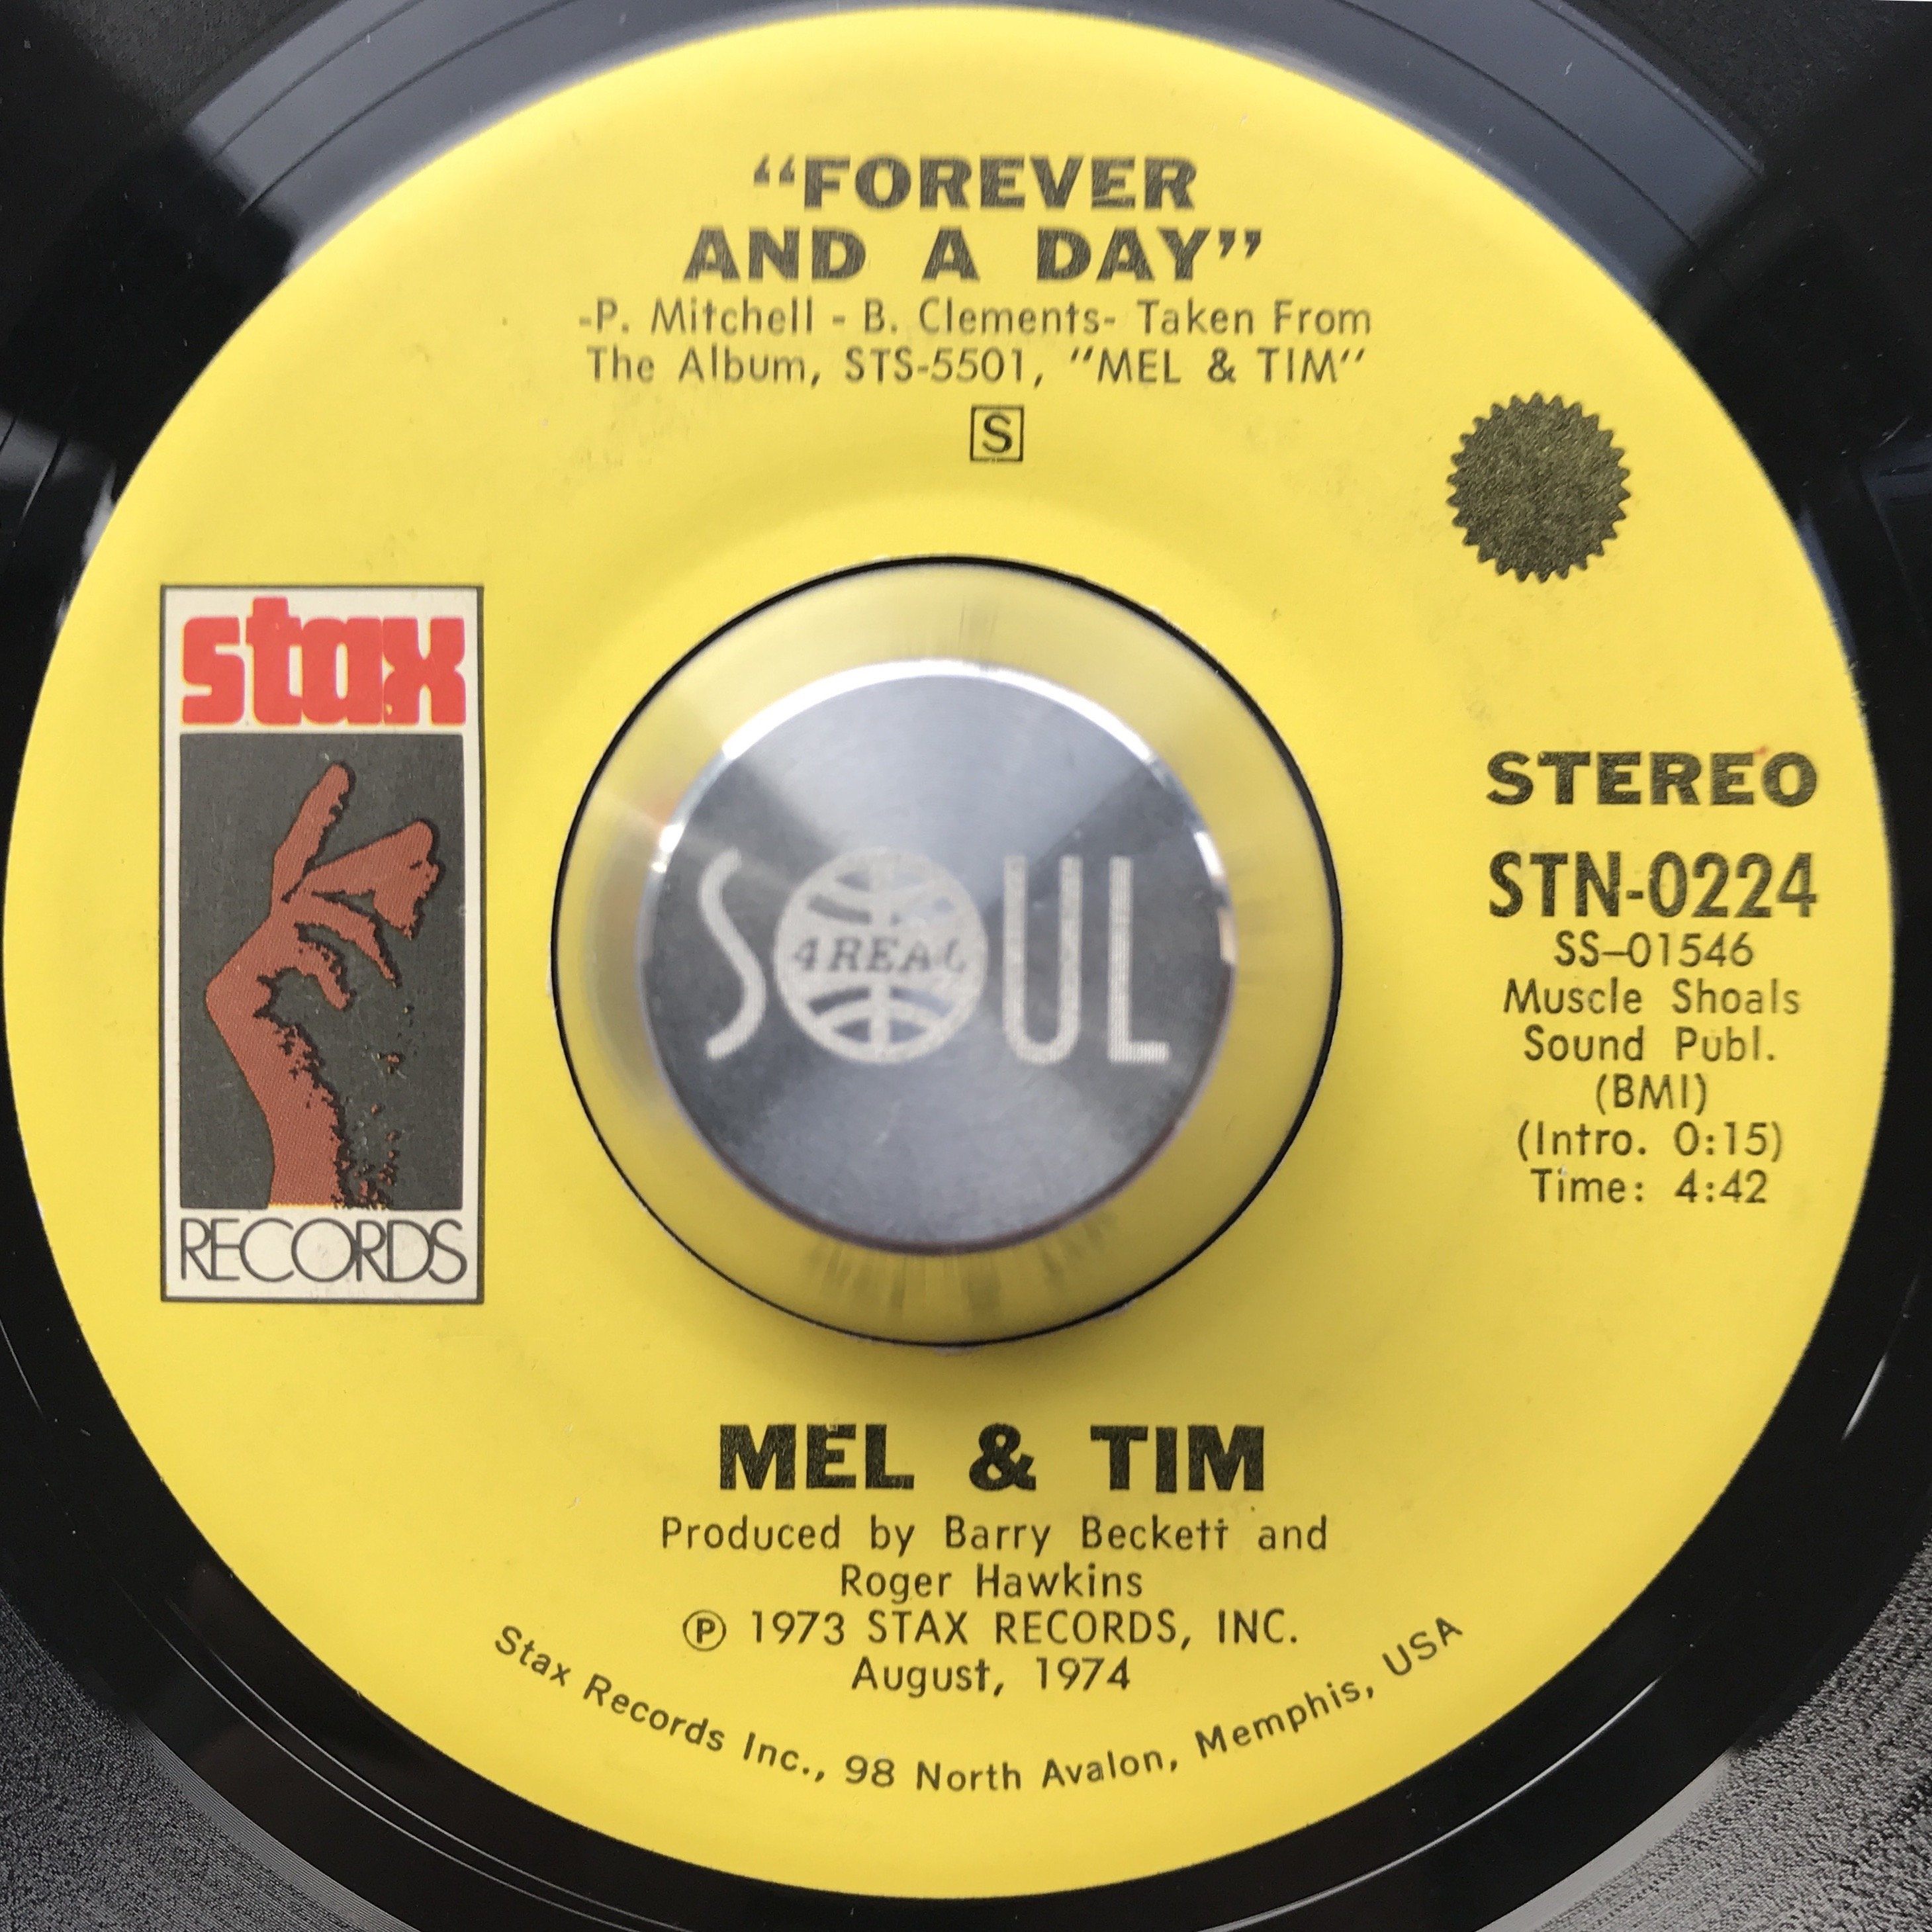 “FOREVER
AND A DAY”
-P. Mitchell - B. Clements- Taken From
The Album, STS-5501, "MEL & TIM"
S
stax
RECORDS
SOUL
4REAL
STEREO
STN-0224
SS-01546
Muscle Shoals
Sound Publ.
(BMI)
(Intro. 0:15)
Time: 4:42
MEL & TIM
Produced by Barry Beckett and
Roger Hawkins
Ⓟ 1973 STAX RECORDS, INC.
August, 1974
Stax Records Inc., 98 North Avalon, Memphis, USA